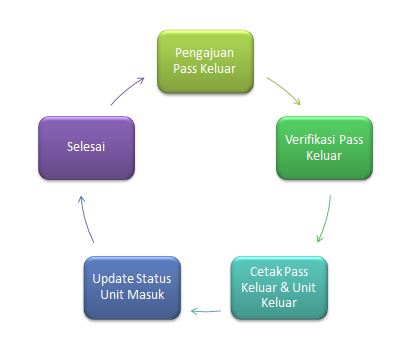 Pengajuan
Pass Keluar
Verifikasi Pass
Keluar
Cetak Pass
Keluar & Unit
Keluar
Update Status
Unit Masuk
Selesai